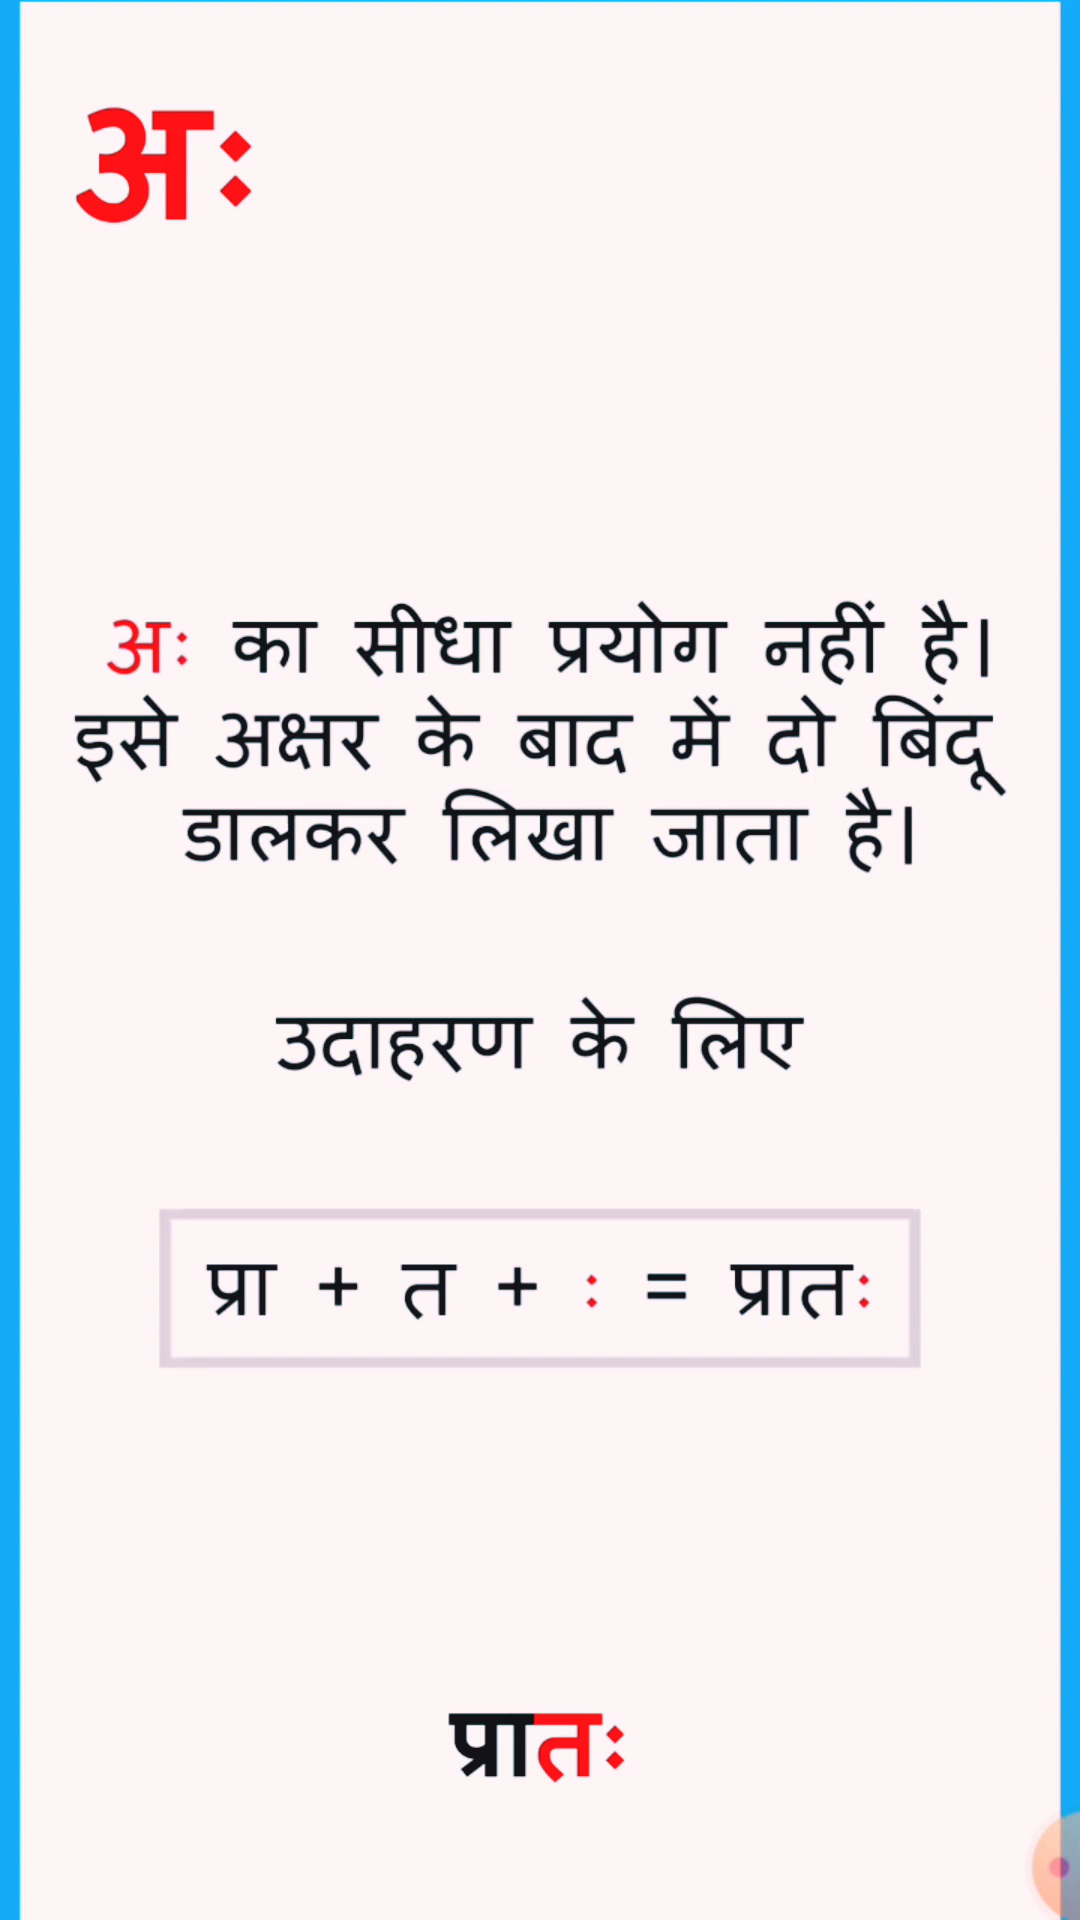 अः
अः का सीधा प्रयोग नहीं है।
इसे अक्षर के बाद में दो बिंदू
डालकर लिखा जाता है।
उदाहरण के लिए
प्रा + त + ः = प्रातः
प्रातः